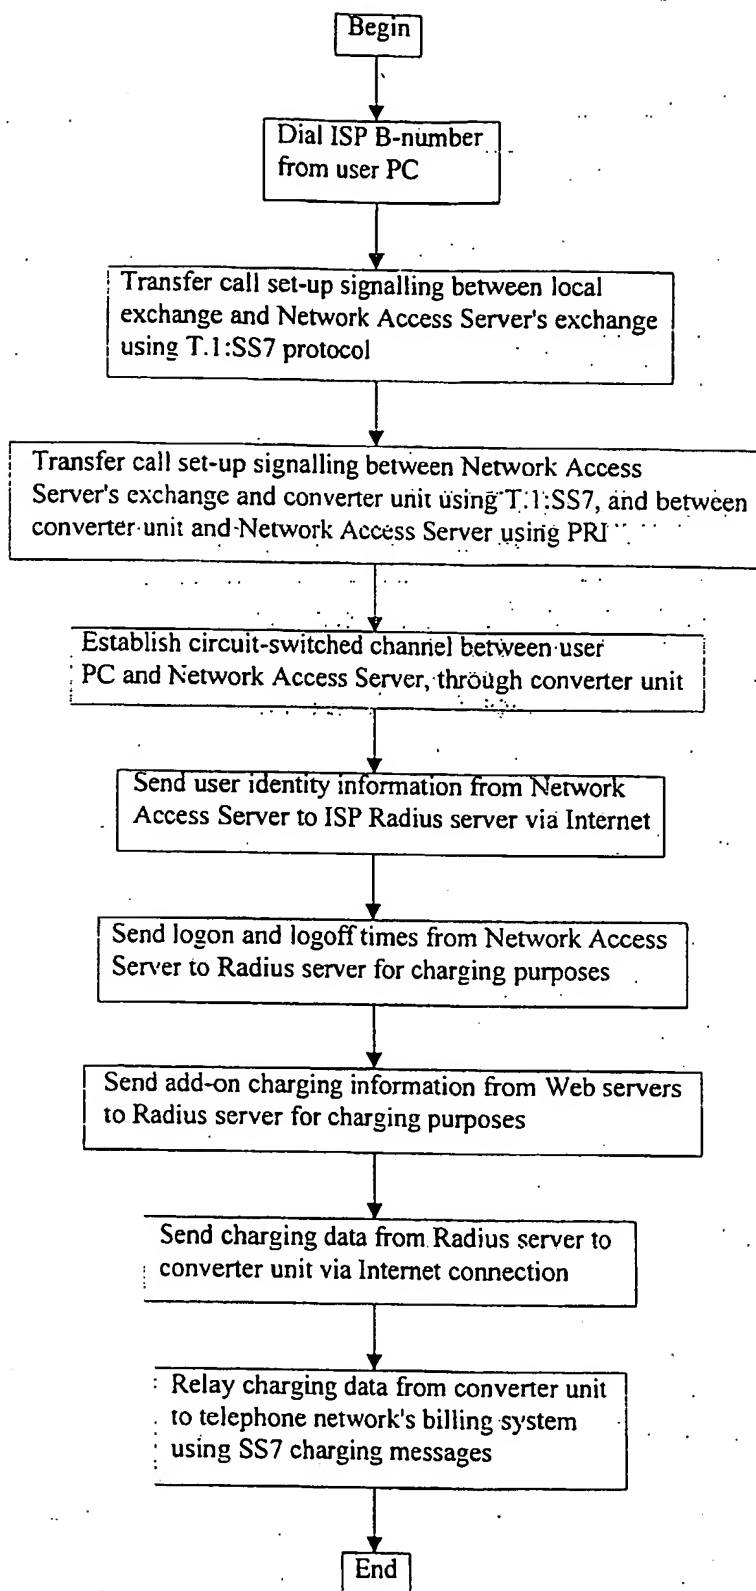 Begin
Dial ISP B-number
from user PC
Transfer call set-up signalling between local
exchange and Network Access Server's exchange
using T.1:SS7 protocol
Transfer call set-up signalling between Network Access
Server's exchange and converter unit using T.1:SS7, and between
converter unit and Network Access Server using PRI
Establish circuit-switched channel between user
PC and Network Access Server, through converter unit
Send user identity information from Network
Access Server to ISP Radius server via Internet
Send logon and logoff times from Network Access
Server to Radius server for charging purposes
Send add-on charging information from Web servers
to Radius server for charging purposes
Send charging data from Radius server to
converter unit via Internet connection
Relay charging data from converter unit
to telephone network's billing system
using SS7 charging messages
End